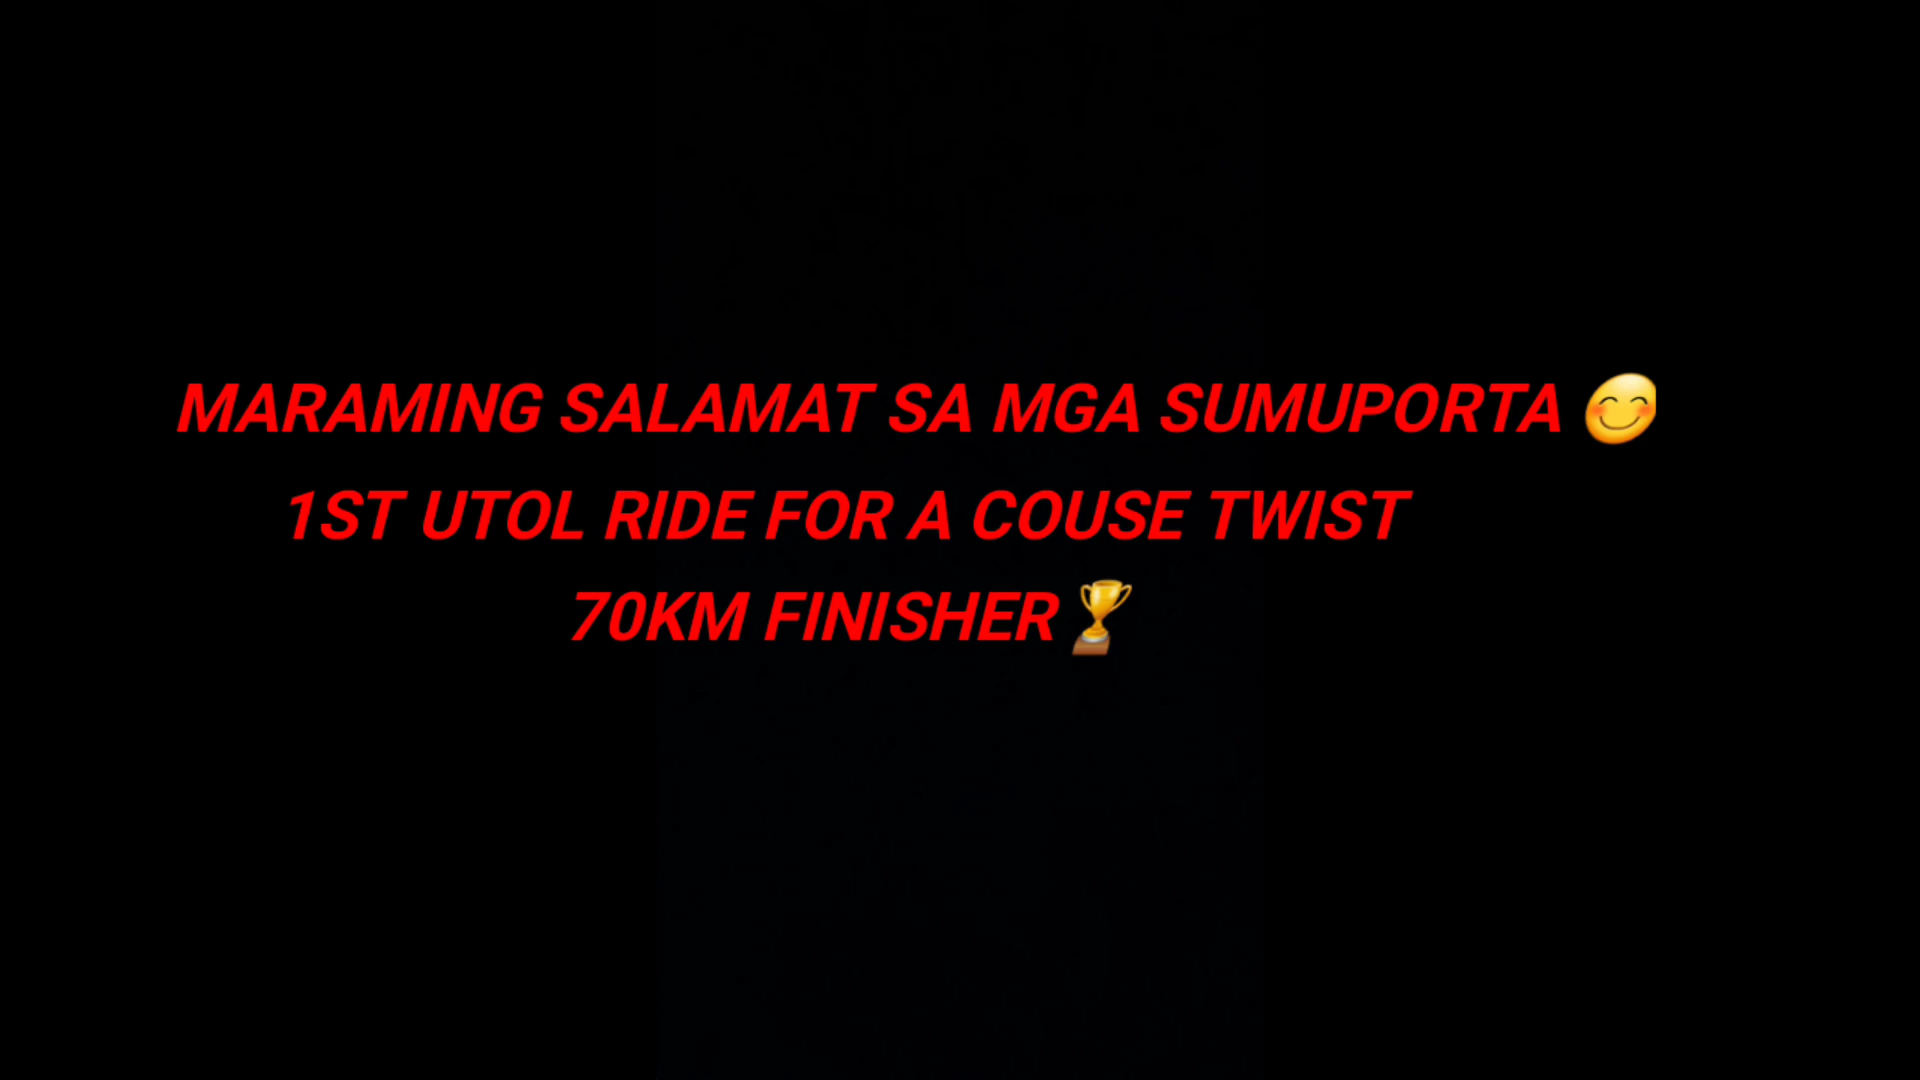 MARAMING SALAMAT SA MGA SUMUPORTA 😊
1ST UTOL RIDE FOR A COUSE TWIST
70KM FINISHER🏆